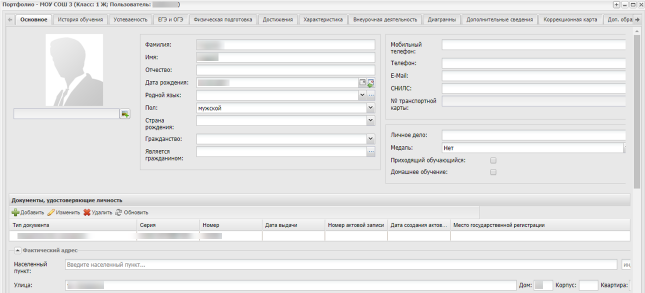 Портфолио - МОУ СОШ 3 (Класс: 1 Ж; Пользователь:
Основное История обучения Успеваемость ЕГЭ и ОГЭ Физическая подготовка Достижения Характеристика Внеурочная деятельность Диаграммы Дополнительные сведения Коррекционная карта Доп. обра
Фамилия:
Имя:
Отчество:
Дата рождения:
Родной язык:
Пол: мужской
Страна рождения:
Гражданство:
Является гражданином:
Мобильный телефон:
Телефон:
E-Mail:
СНИЛС:
№ транспортной карты:
Личное дело:
Медаль: Нет
Приходящий обучающийся:
Домашнее обучение:
Документы, удостоверяющие личность
Добавить Изменить Удалить Обновить
Тип документа Серия Номер Дата выдачи Номер актовой записи Дата создания актов... Место государственной регистрации
Фактический адрес
Населенный пункт: Введите населенный пункт...
Улица: Дом: Корпус: Квартира: